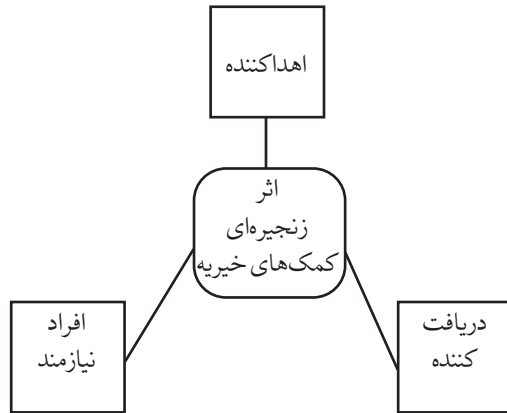 اهداکننده
اثر
زنجیره‌ای
کمک‌های خیریه
دریافت
کننده
افراد
نیازمند